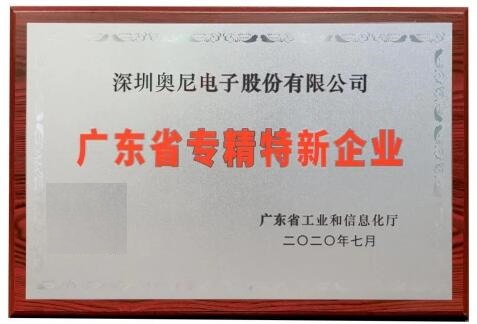 深圳奥尼电子股份有限公司
广东省专精特新企业
广东省工业和信息化厅
二〇二〇年七月